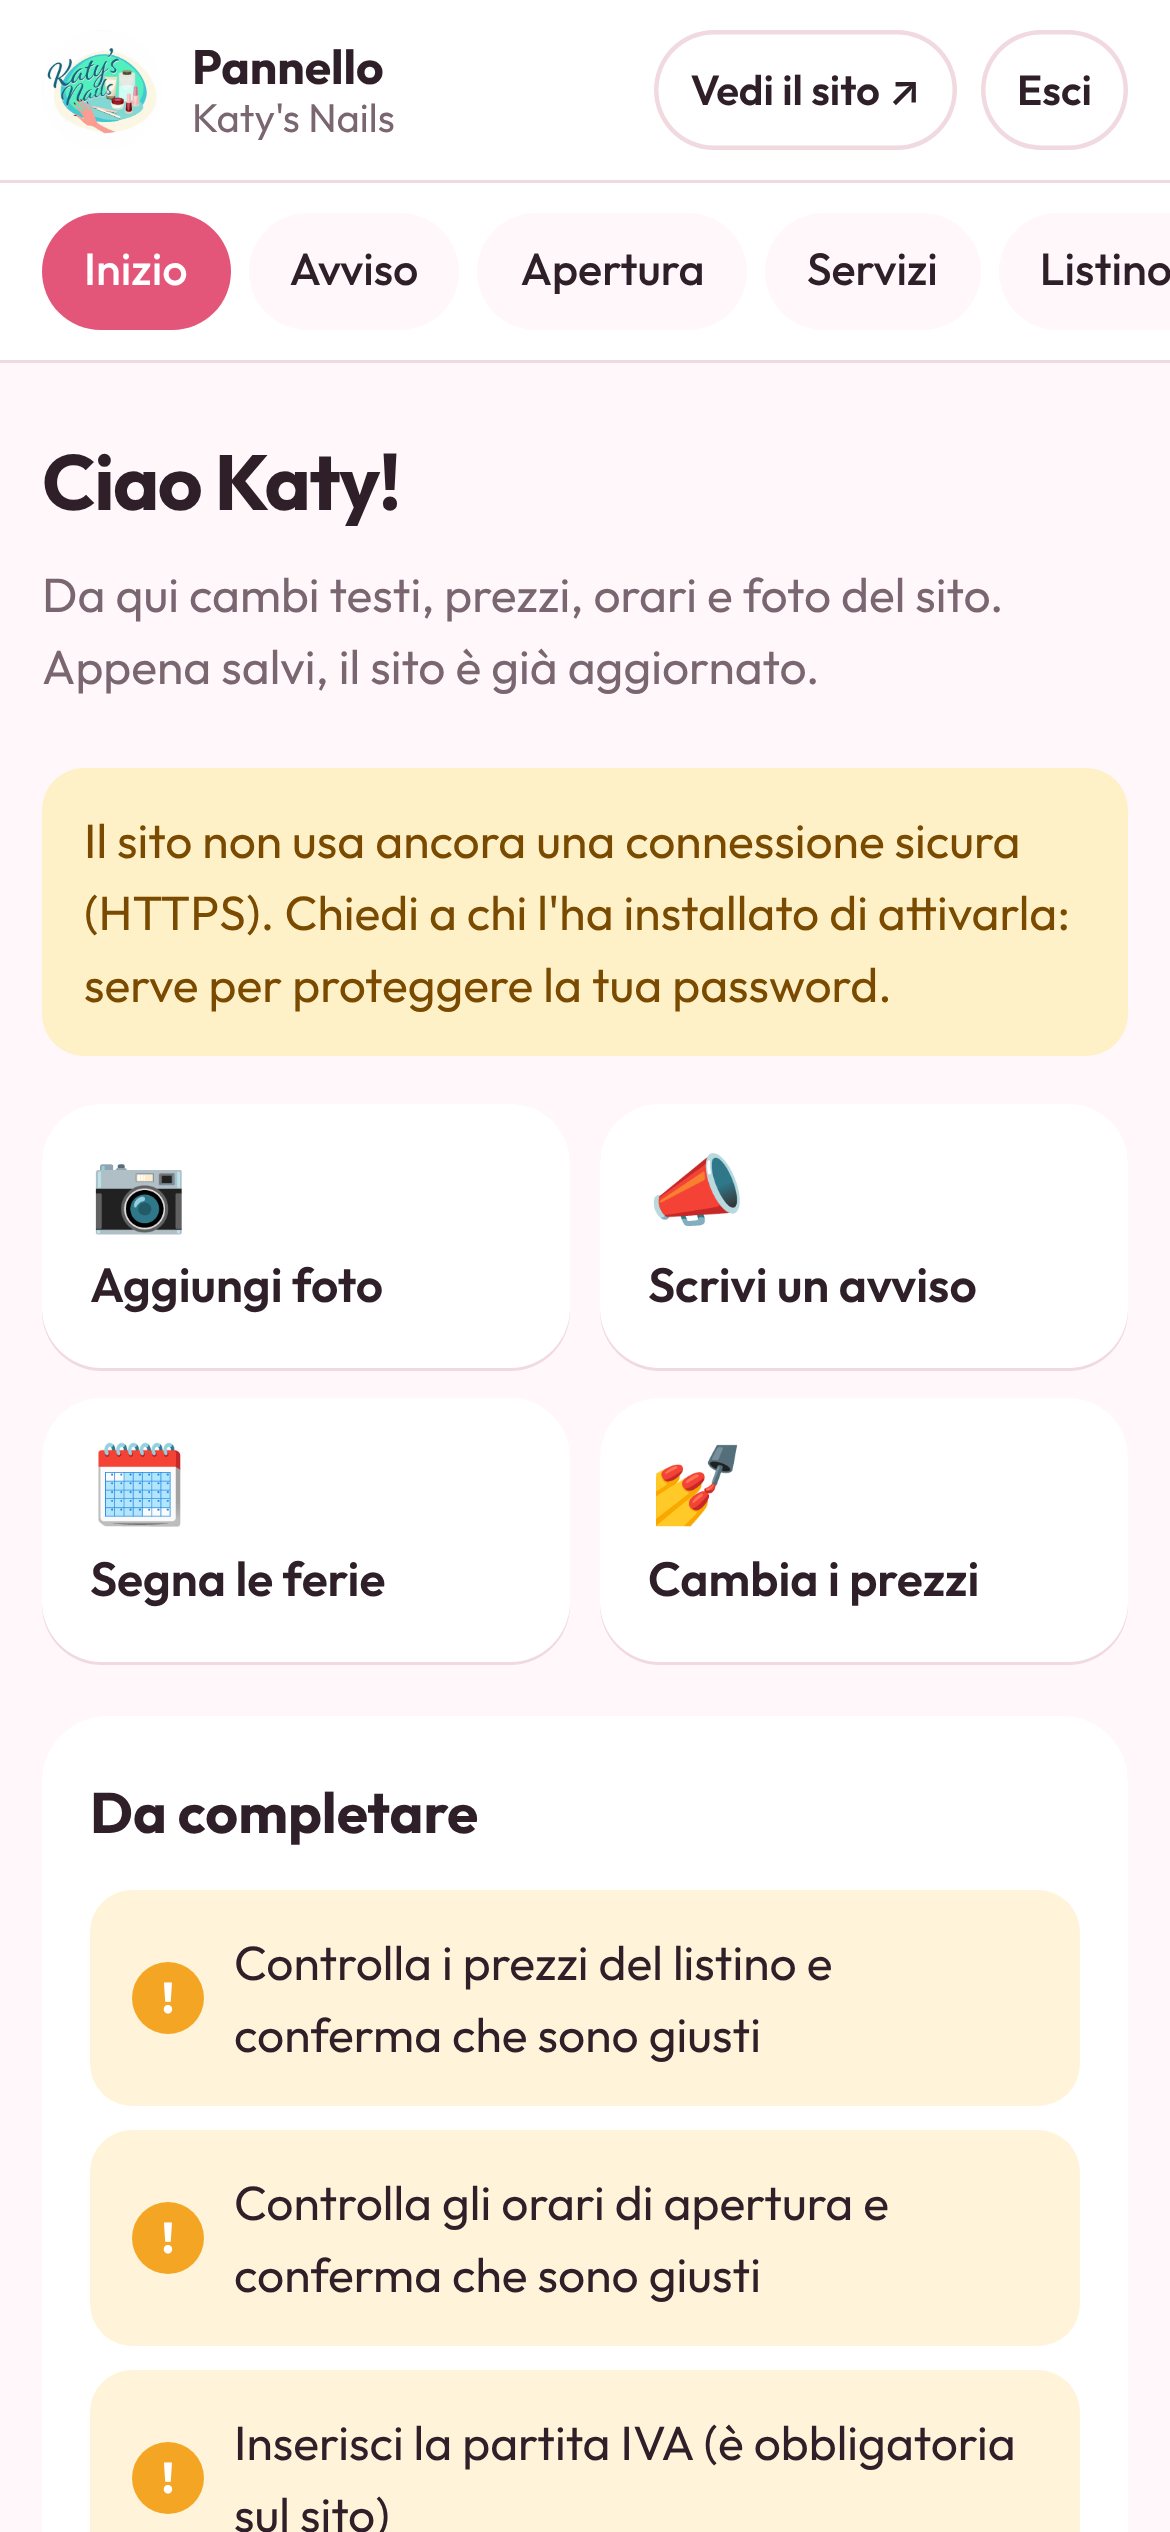 Katy's
Nails
Pannello
Katy's Nails
Vedi il sito ↗
Esci
Inizio
Avviso
Apertura
Servizi
Listino
Ciao Katy!
Da qui cambi testi, prezzi, orari e foto del sito.
Appena salvi, il sito è già aggiornato.
Il sito non usa ancora una connessione sicura
(HTTPS). Chiedi a chi l'ha installato di attivarla:
serve per proteggere la tua password.
Aggiungi foto
Scrivi un avviso
Segna le ferie
Cambia i prezzi
Da completare
! Controlla i prezzi del listino e
conferma che sono giusti
! Controlla gli orari di apertura e
conferma che sono giusti
! Inserisci la partita IVA (è obbligatoria
sul sito)